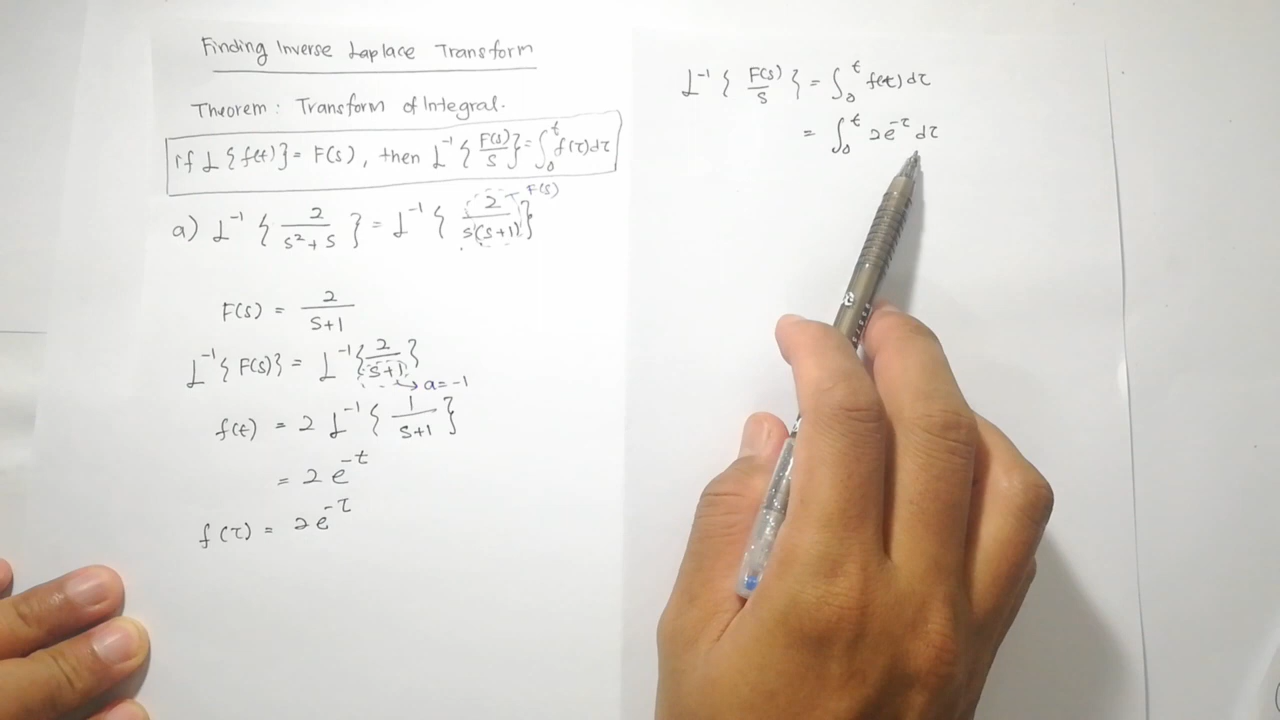 Finding Inverse Laplace Transform
Theorem: Transform of Integral.
if L{f(t)} = F(s), then L⁻¹{F(s)/s} = ∫₀ᵗ f(τ)dτ
a) L⁻¹{2/(s²+s)} = L⁻¹{2/(s(s+1))} F(s)
F(s) = 2/(s+1)
L⁻¹{F(s)} = L⁻¹{2/(s+1)}
a=-1
f(t) = 2 L⁻¹{1/(s+1)}
= 2e^-t
f(τ) = 2e^-τ
L⁻¹{F(s)/s} = ∫₀ᵗ f(τ)dτ
= ∫₀ᵗ 2e^-τ dτ